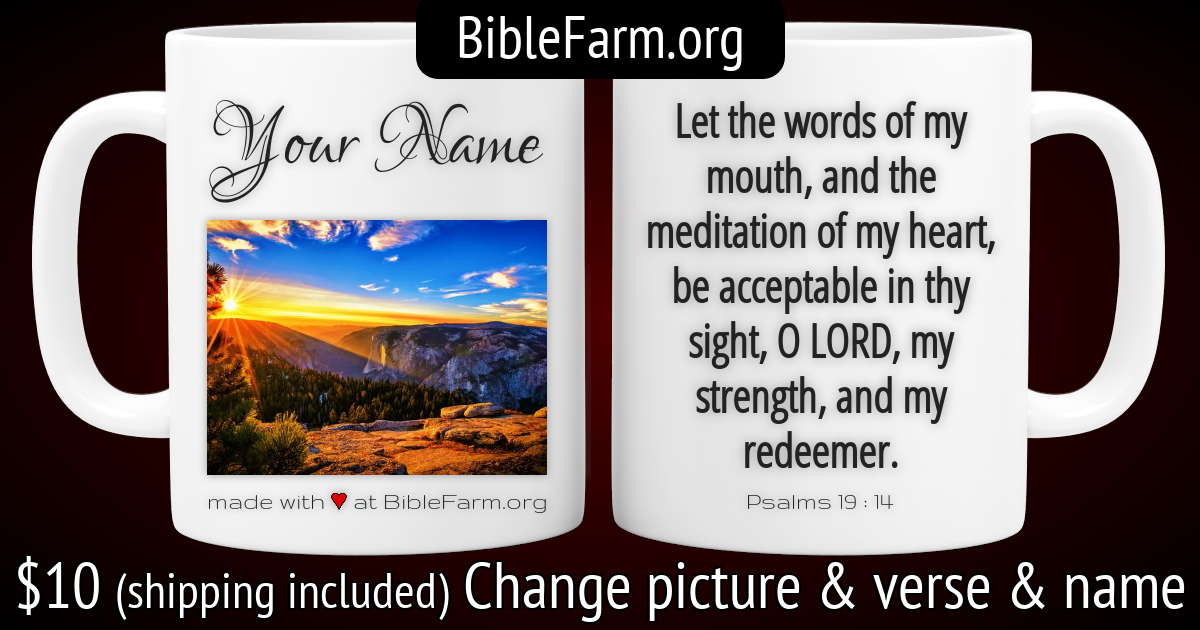 BibleFarm.org
Your Name
made with ♥ at BibleFarm.org
Let the words of my
mouth, and the
meditation of my heart,
be acceptable in thy
sight, O LORD, my
strength, and my
redeemer.
Psalms 19 : 14
$10 (shipping included) Change picture & verse & name